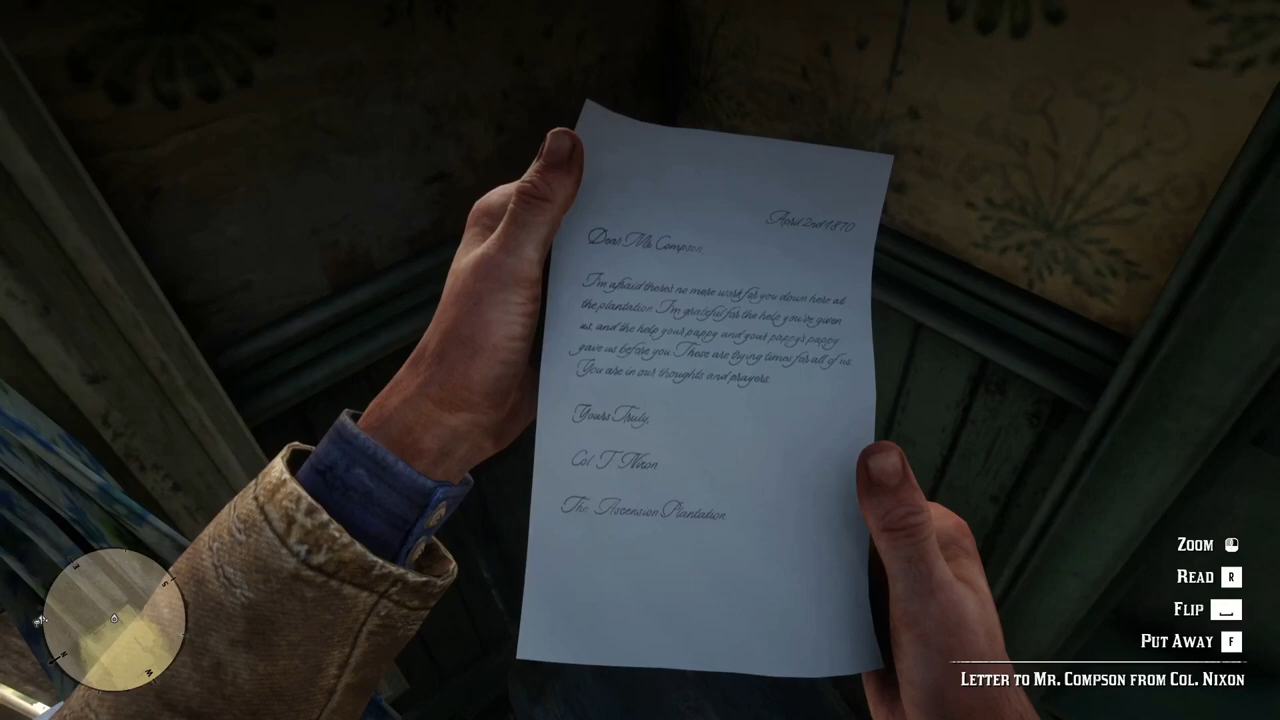 April 2nd 1870
Dear Mr. Compson,
I'm afraid there's no more work for you down here at
the plantation. I'm grateful for the help you've given
us, and the help your pappy and your pappy's pappy
gave us before you. These are trying times for all of us.
You are in our thoughts and prayers.
Yours Truly,
Col. T Nixon
The Ascension Plantation
ZOOM
READ R
FLIP
PUT AWAY F
LETTER TO MR. COMPSON FROM COL. NIXON